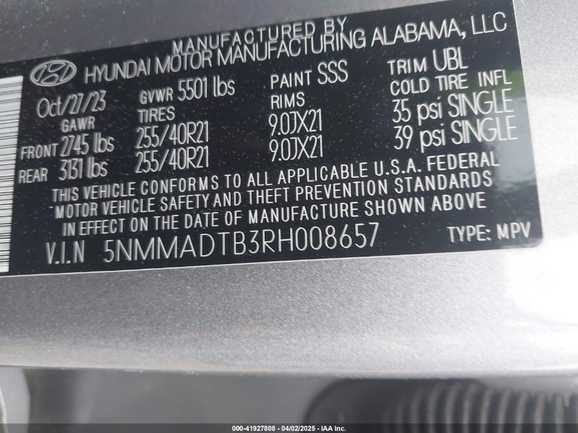 MANUFACTURED BY
HYUNDAI MOTOR MANUFACTURING ALABAMA, LLC
Oct/27/23 GVWR 5501 lbs PAINT SSS TRIM UBL
GAWR TIRES RIMS COLD TIRE INFL
FRONT 2745 lbs 255/40R21 9.0JX21 35 psi SINGLE
REAR 3131 lbs 255/40R21 9.0JX21 39 psi SINGLE
THIS VEHICLE CONFORMS TO ALL APPLICABLE U.S.A. FEDERAL
MOTOR VEHICLE SAFETY AND THEFT PREVENTION STANDARDS
IN EFFECT ON THE DATE OF MANUFACTURE SHOWN ABOVE
V.I.N 5NMMADTB3RH008657 TYPE: MPV
000-41927808 - 04/02/2025 - IAAI.com